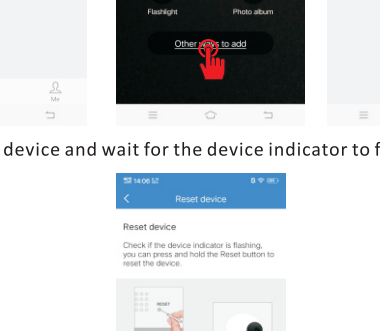 Flashlight Photo album
Other ways to add
Me
device and wait for the device indicator to f
14:06
Reset device
Reset device
Check if the device indicator is flashing,
you can press and hold the Reset button to
reset the device.
RESET